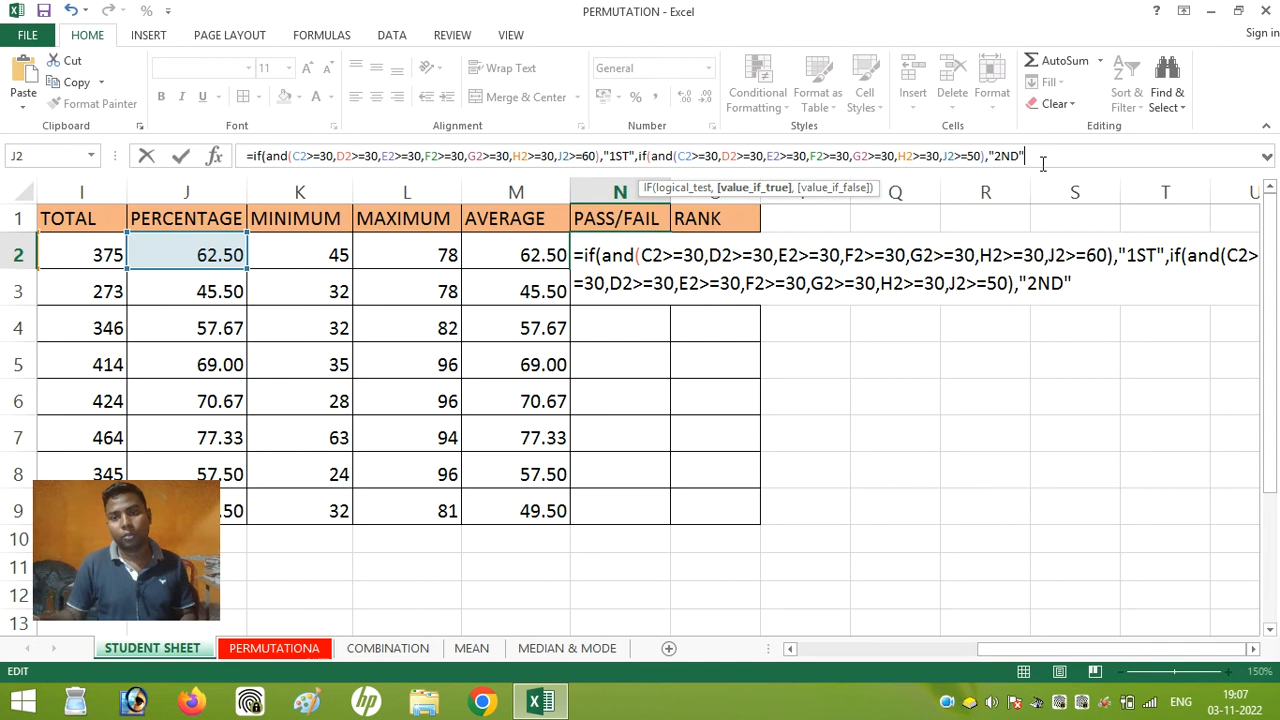 PERMUTATION - Excel
Sign in
FILE HOME INSERT PAGE LAYOUT FORMULAS DATA REVIEW VIEW
Paste Cut Copy Format Painter
11
Wrap Text
Merge & Center
General
Conditional Formatting Format as Table Cell Styles
Insert Delete Format
AutoSum Fill Clear
Sort & Filter Find & Select
Clipboard Font Alignment Number Styles Cells Editing
J2 =if(and(C2>=30,D2>=30,E2>=30,F2>=30,G2>=30,H2>=30,J2>=60),"1ST",if(and(C2>=30,D2>=30,E2>=30,F2>=30,G2>=30,H2>=30,J2>=50),"2ND"
IF(logical_test, [value_if_true], [value_if_false])
I J K L M N Q R S T U
1 TOTAL PERCENTAGE MINIMUM MAXIMUM AVERAGE PASS/FAIL RANK
2 375 62.50 45 78 62.50 =if(and(C2>=30,D2>=30,E2>=30,F2>=30,G2>=30,H2>=30,J2>=60),"1ST",if(and(C2>
=30,D2>=30,E2>=30,F2>=30,G2>=30,H2>=30,J2>=50),"2ND"
3 273 45.50 32 78 45.50
4 346 57.67 32 82 57.67
5 414 69.00 35 96 69.00
6 424 70.67 28 96 70.67
7 464 77.33 63 94 77.33
8 345 57.50 24 96 57.50
9 .50 32 81 49.50
10
11
12
13
STUDENT SHEET PERMUTATIONA COMBINATION MEAN MEDIAN & MODE
EDIT 150%
ENG 19:07
03-11-2022